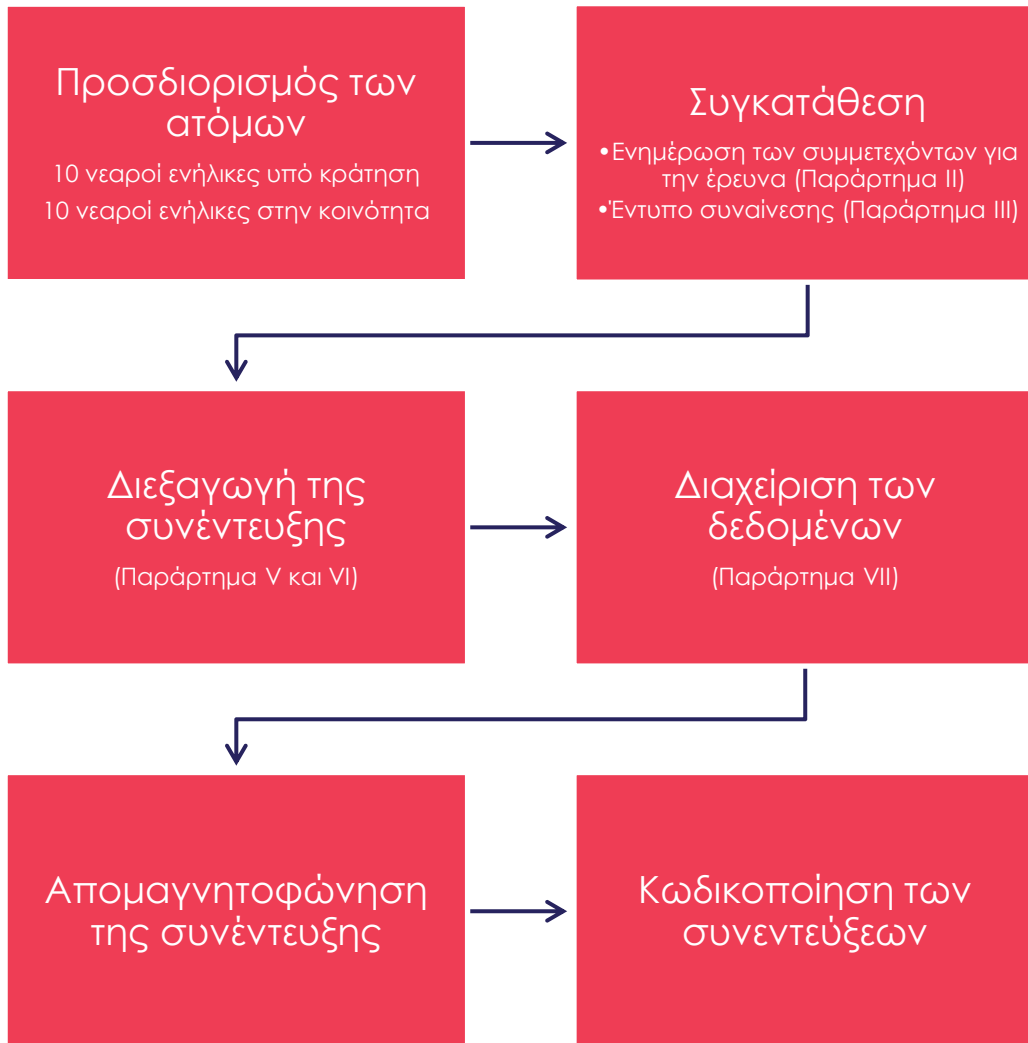 Προσδιορισμός των
ατόμων
10 νεαροί ενήλικες υπό κράτηση
10 νεαροί ενήλικες στην κοινότητα
Συγκατάθεση
•Ενημέρωση των συμμετεχόντων για
την έρευνα (Παράρτημα II)
•Έντυπο συναίνεσης (Παράρτημα III)
Διεξαγωγή της
συνέντευξης
(Παράρτημα V και VI)
Διαχείριση των
δεδομένων
(Παράρτημα VII)
Απομαγνητοφώνηση
της συνέντευξης
Κωδικοποίηση των
συνεντεύξεων